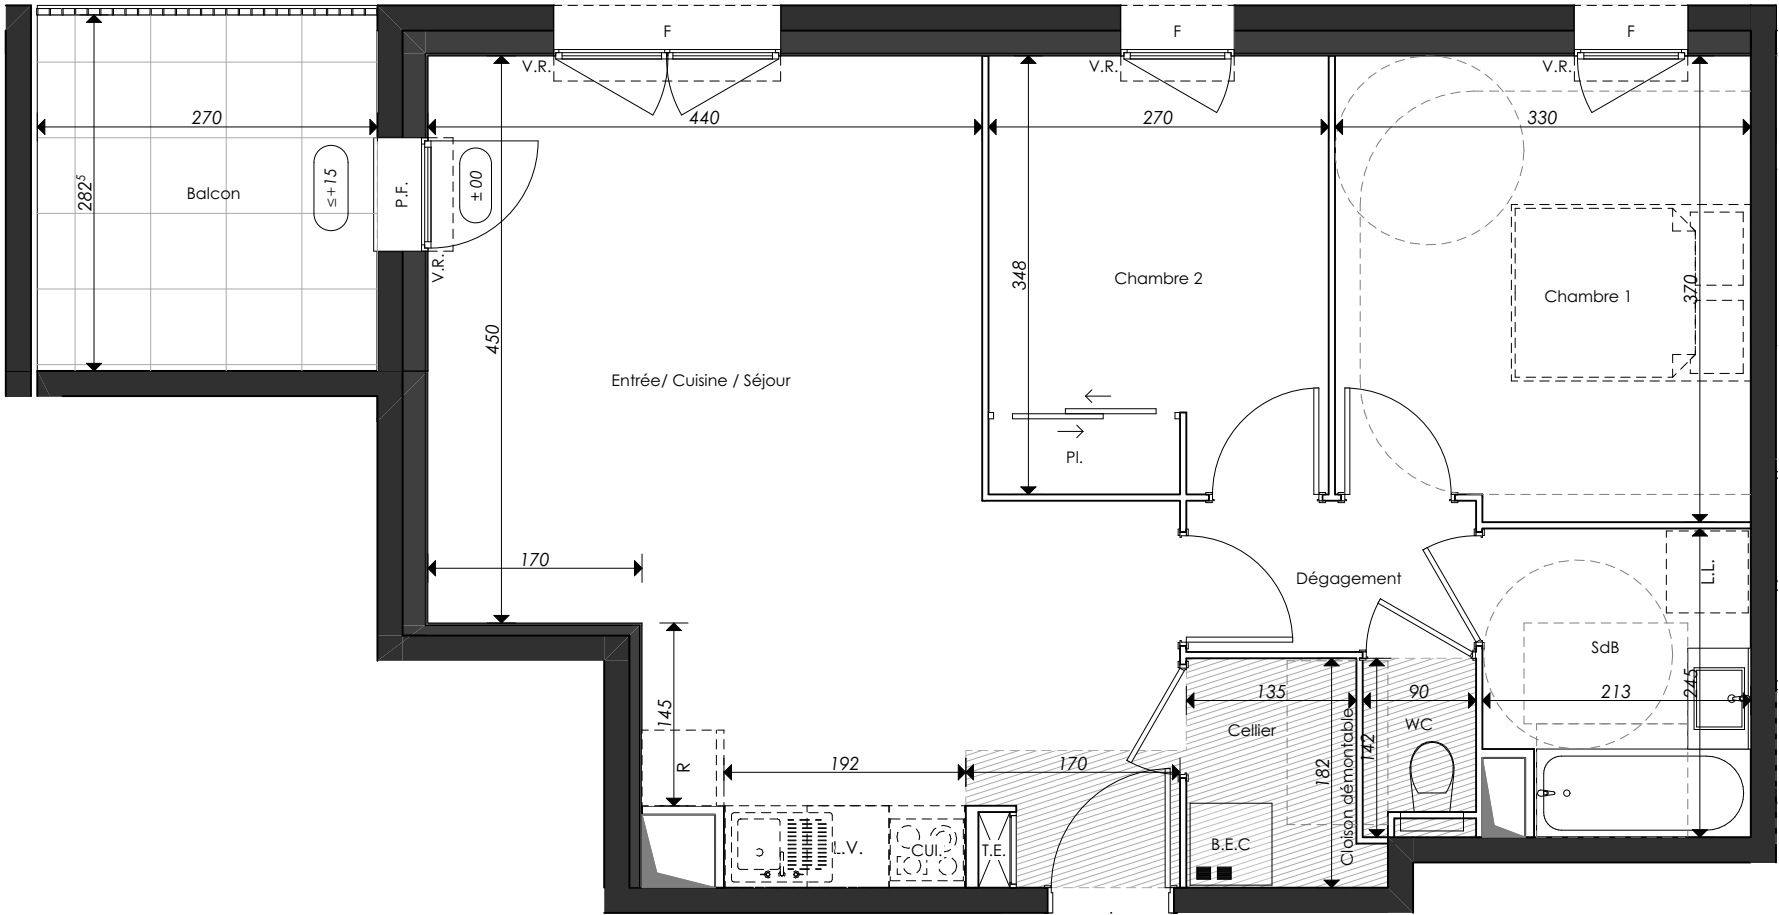 F
F
F
V.R.
V.R.
V.R.
270
440
270
330
Balcon
282⁵
≤+15
P.F.
±00
V.R.
348
Chambre 2
Chambre 1
370
450
Entrée/ Cuisine / Séjour
Pl.
170
Dégagement
L.L.
SdB
145
135
90
213
245
Cellier
WC
142
Cloison démontable
182
R
192
170
L.V.
CUI.
T.E.
B.E.C